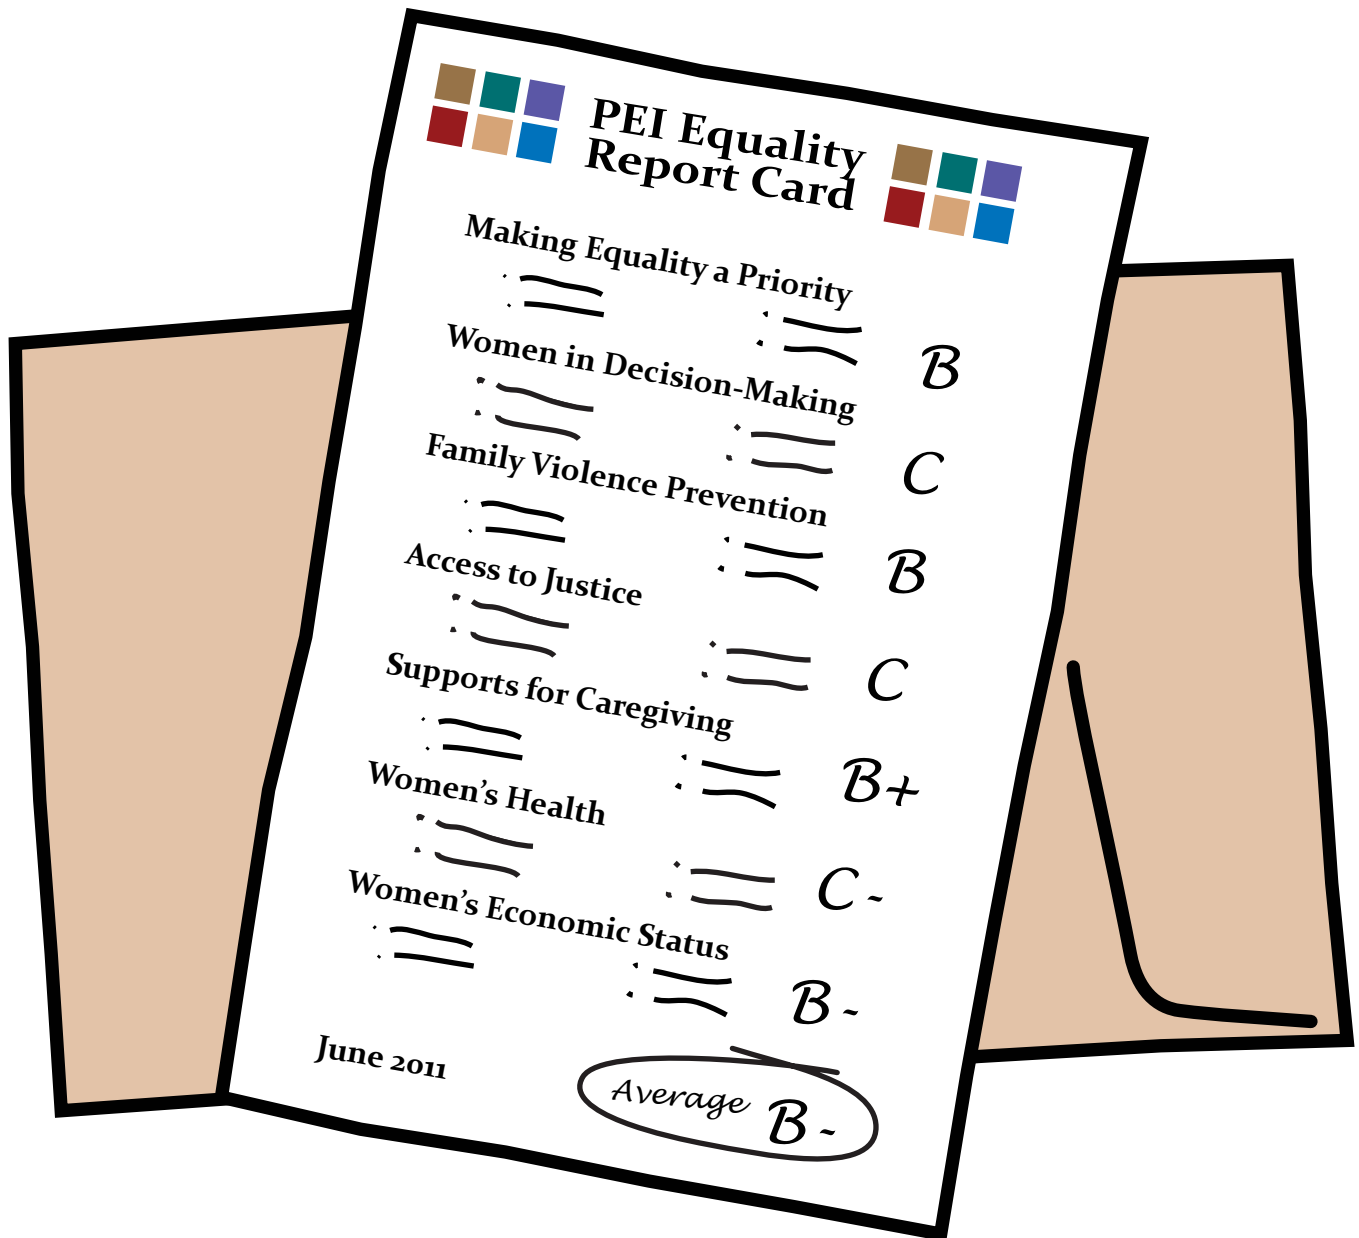 PEI Equality
Report Card
Making Equality a Priority
B
Women in Decision-Making
C
Family Violence Prevention
B
Access to Justice
C
Supports for Caregiving
B+
Women's Health
C-
Women's Economic Status
B-
June 2011
Average B-